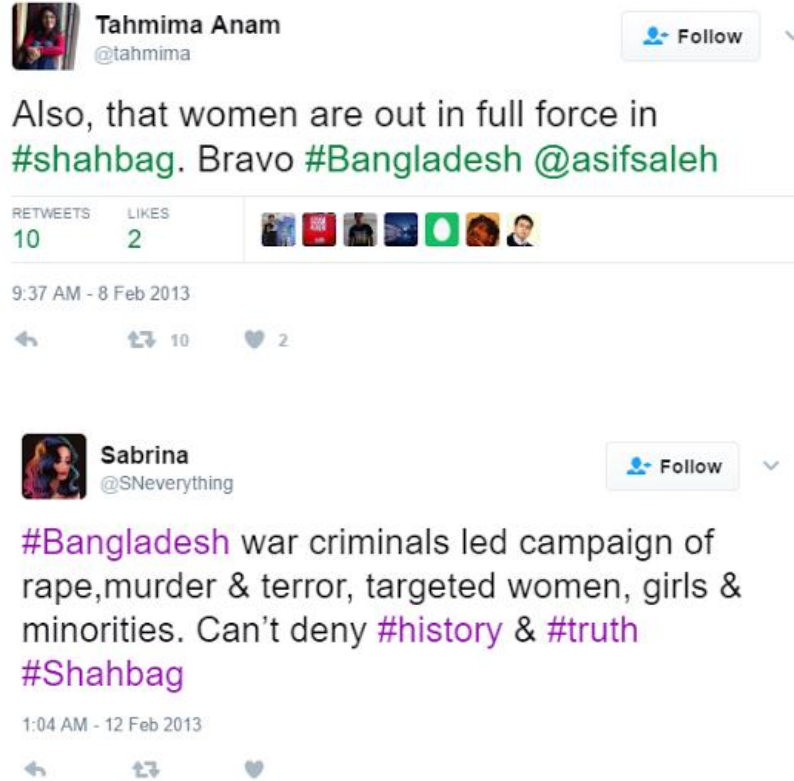 Tahmima Anam
@tahmima
Follow
Also, that women are out in full force in
#shahbag. Bravo #Bangladesh @asifsaleh
RETWEETS LIKES
10 2
9:37 AM - 8 Feb 2013
10 2
Sabrina
@SNeverything
Follow
#Bangladesh war criminals led campaign of
rape,murder & terror, targeted women, girls &
minorities. Can't deny #history & #truth
#Shahbag
1:04 AM - 12 Feb 2013